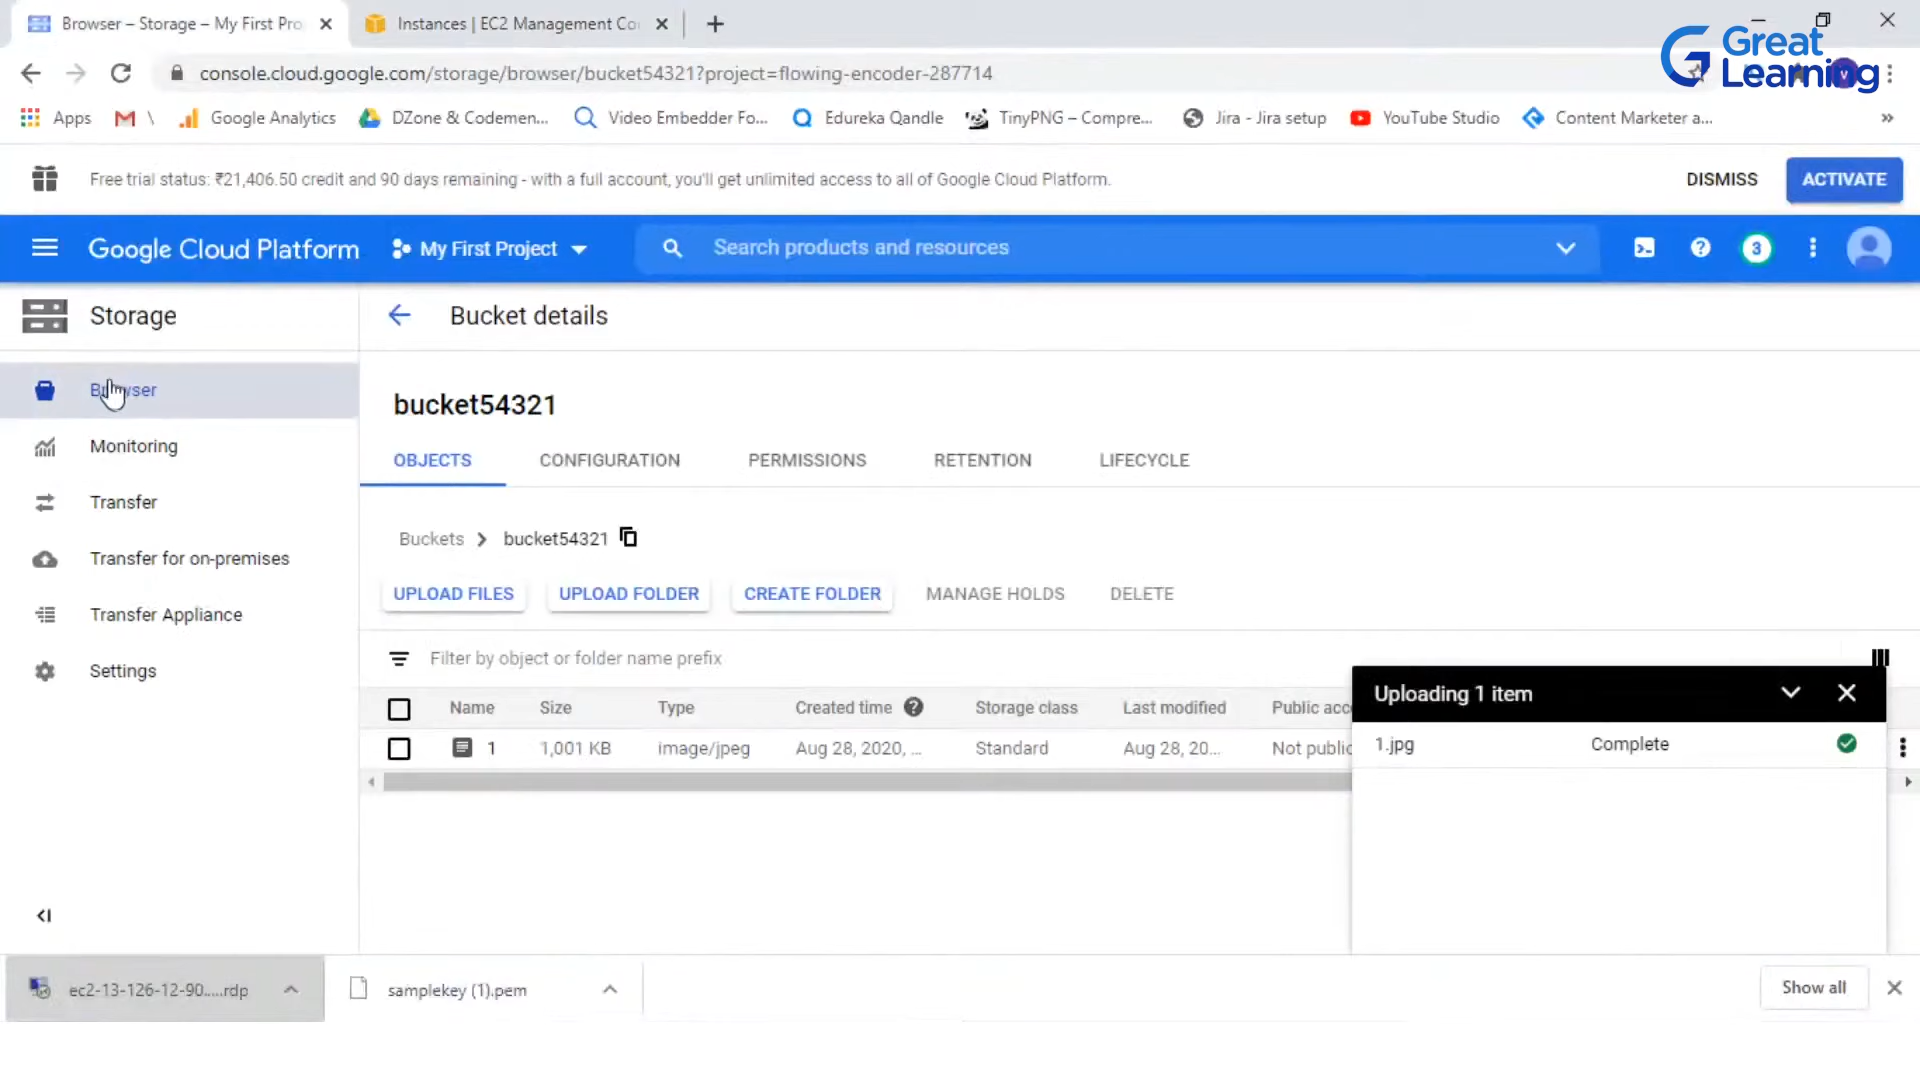 Browser – Storage – My First Pro
Instances | EC2 Management Co
Great Learning
console.cloud.google.com/storage/browser/bucket54321?project=flowing-encoder-287714
Apps
\
Google Analytics
DZone & Codemen...
Video Embedder Fo...
Edureka Qandle
TinyPNG – Compre...
Jira - Jira setup
YouTube Studio
Content Marketer a...
»
Free trial status: ₹21,406.50 credit and 90 days remaining - with a full account, you'll get unlimited access to all of Google Cloud Platform.
DISMISS
ACTIVATE
Google Cloud Platform
My First Project
Search products and resources
3
Storage
Bucket details
Browser
Monitoring
Transfer
Transfer for on-premises
Transfer Appliance
Settings
bucket54321
OBJECTS CONFIGURATION PERMISSIONS RETENTION LIFECYCLE
Buckets > bucket54321
UPLOAD FILES UPLOAD FOLDER CREATE FOLDER MANAGE HOLDS DELETE
Filter by object or folder name prefix
Name Size Type Created time Storage class Last modified Public acc
1 1,001 KB image/jpeg Aug 28, 2020, ... Standard Aug 28, 20... Not public
Uploading 1 item
1.jpg Complete
ec2-13-126-12-90.....rdp
samplekey (1).pem
Show all